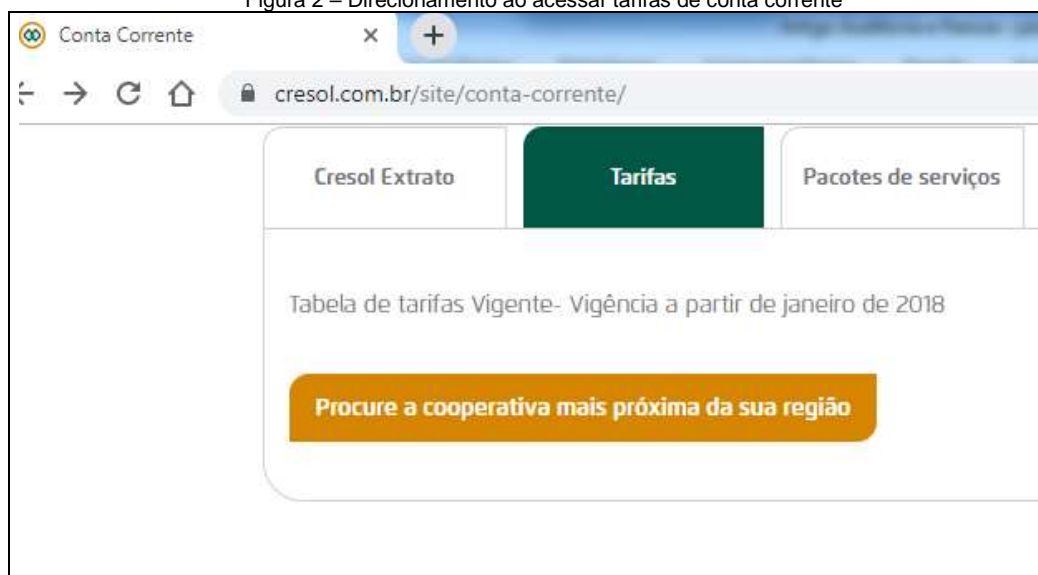 Figura 2 – Direcionamento ao acessar tarifas de conta corrente
Conta Corrente
cresol.com.br/site/conta-corrente/
Cresol Extrato
Tarifas
Pacotes de serviços
Tabela de tarifas Vigente- Vigência a partir de janeiro de 2018
Procure a cooperativa mais próxima da sua região